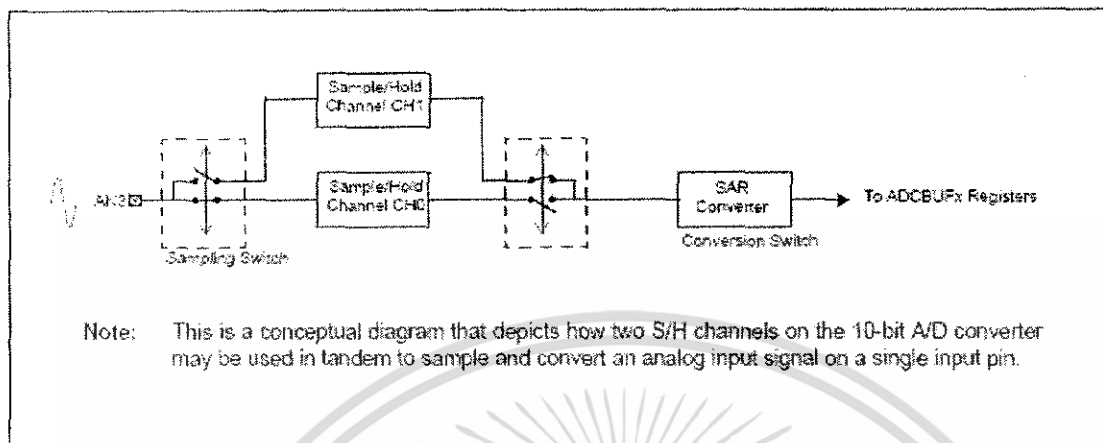 Sample/Hold
Channel CH1
AN3
Sample/Hold
Channel CH0
SAR
Converter
To ADCBUFx Registers
Sampling Switch
Conversion Switch
Note: This is a conceptual diagram that depicts how two S/H channels on the 10-bit A/D converter
may be used in tandem to sample and convert an analog input signal on a single input pin.